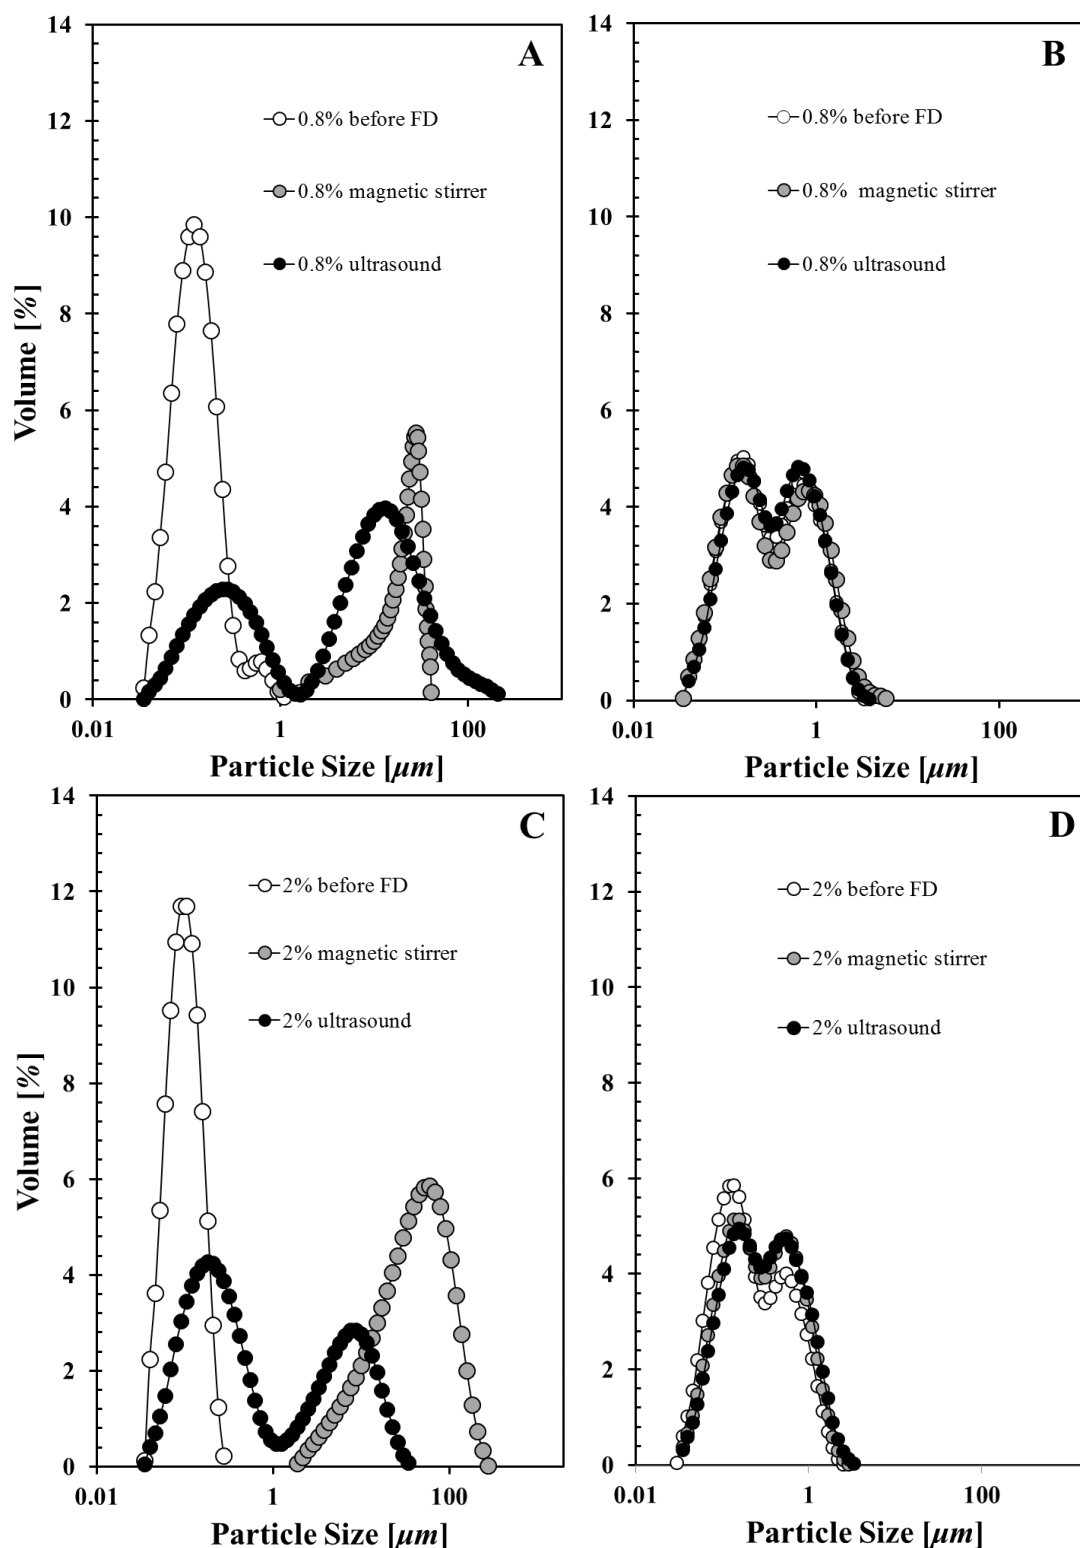 A
14
12
10
8
6
4
2
0
0.01
1
100
Volume [%]
Particle Size [μm]
0.8% before FD
0.8% magnetic stirrer
0.8% ultrasound
B
14
12
10
8
6
4
2
0
0.01
1
100
Particle Size [μm]
0.8% before FD
0.8% magnetic stirrer
0.8% ultrasound
C
14
12
10
8
6
4
2
0
0.01
1
100
Volume [%]
Particle Size [μm]
2% before FD
2% magnetic stirrer
2% ultrasound
D
14
12
10
8
6
4
2
0
0.01
1
100
Particle Size [μm]
2% before FD
2% magnetic stirrer
2% ultrasound